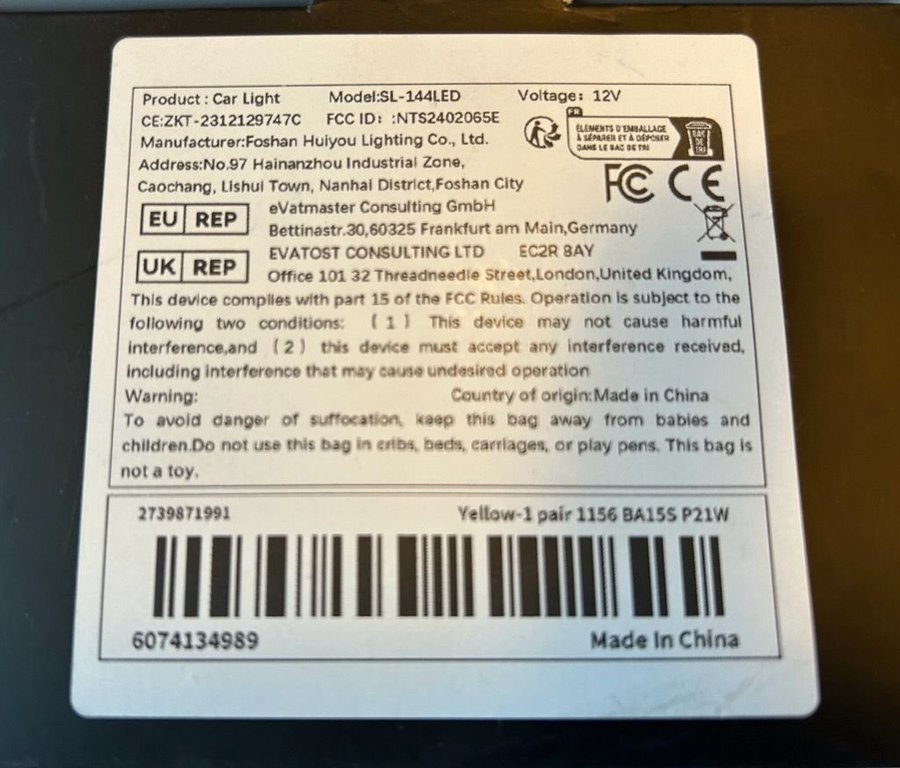 Product : Car Light Model:SL-144LED Voltage: 12V
CE:ZKT-2312129747C FCC ID: :NTS2402065E
Manufacturer:Foshan Huiyou Lighting Co., Ltd.
Address:No.97 Hainanzhou Industrial Zone,
Caochang, Lishui Town, Nanhai District,Foshan City
FR
ÉLÉMENTS D'EMBALLAGE
À SÉPARER ET À DÉPOSER
DANS LE BAC DE TRI
BAC
DE
TRI
FC CE
EU REP
eVatmaster Consulting GmbH
Bettinastr.30,60325 Frankfurt am Main,Germany
UK REP
EVATOST CONSULTING LTD EC2R 8AY
Office 101 32 Threadneedle Street,London,United Kingdom,
This device complies with part 15 of the FCC Rules. Operation is subject to the
following two conditions: (1) This device may not cause harmful
interference,and (2) this device must accept any interference received,
including interference that may cause undesired operation
Warning: Country of origin:Made in China
To avoid danger of suffocation, keep this bag away from babies and
children.Do not use this bag in cribs, beds, carriages, or play pens. This bag is
not a toy.
2739871991 Yellow-1 pair 1156 BA15S P21W
6074134989 Made In China